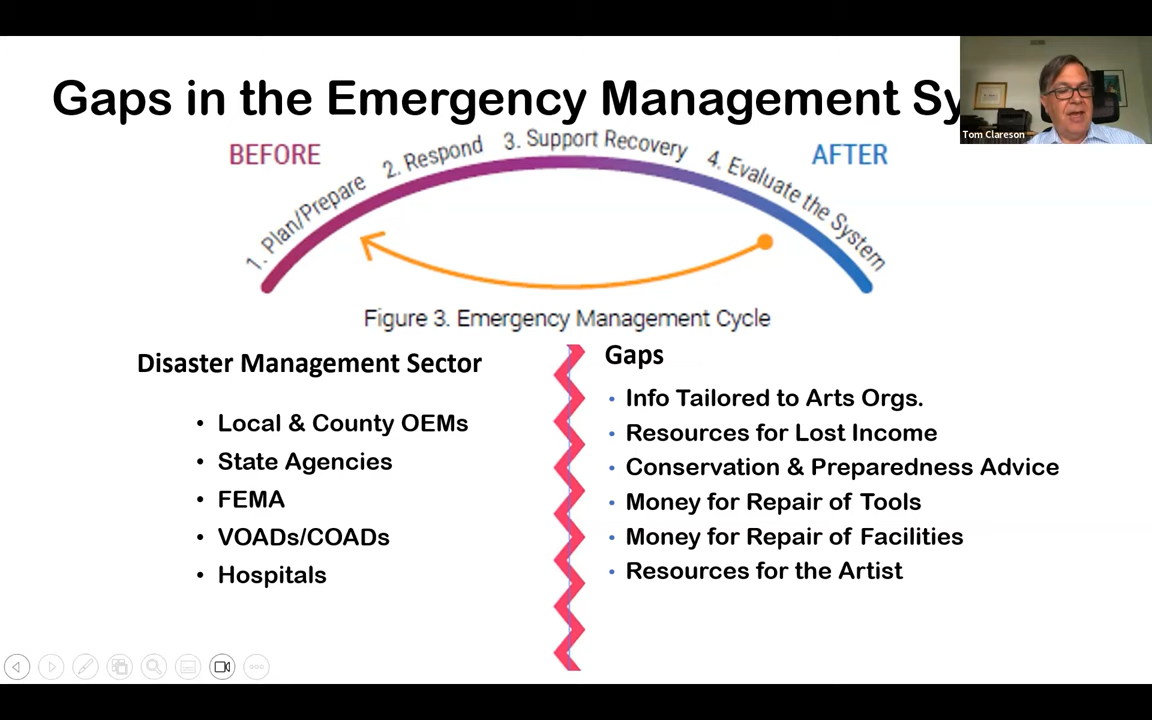 Gaps in the Emergency Management Sy
Tom Clareson
BEFORE
1. Plan/Prepare
2. Respond
3. Support Recovery
4. Evaluate the System
AFTER
Figure 3. Emergency Management Cycle
Disaster Management Sector
• Local & County OEMs
• State Agencies
• FEMA
• VOADs/COADs
• Hospitals
Gaps
• Info Tailored to Arts Orgs.
• Resources for Lost Income
• Conservation & Preparedness Advice
• Money for Repair of Tools
• Money for Repair of Facilities
• Resources for the Artist